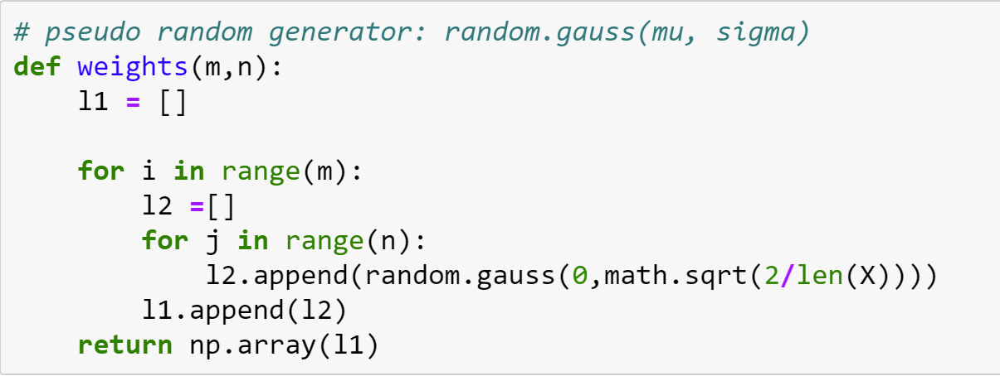 # pseudo random generator: random.gauss(mu, sigma)
def weights(m,n):
    l1 = []

    for i in range(m):
        l2 =[]
        for j in range(n):
            l2.append(random.gauss(0,math.sqrt(2/len(X))))
        l1.append(l2)
    return np.array(l1)